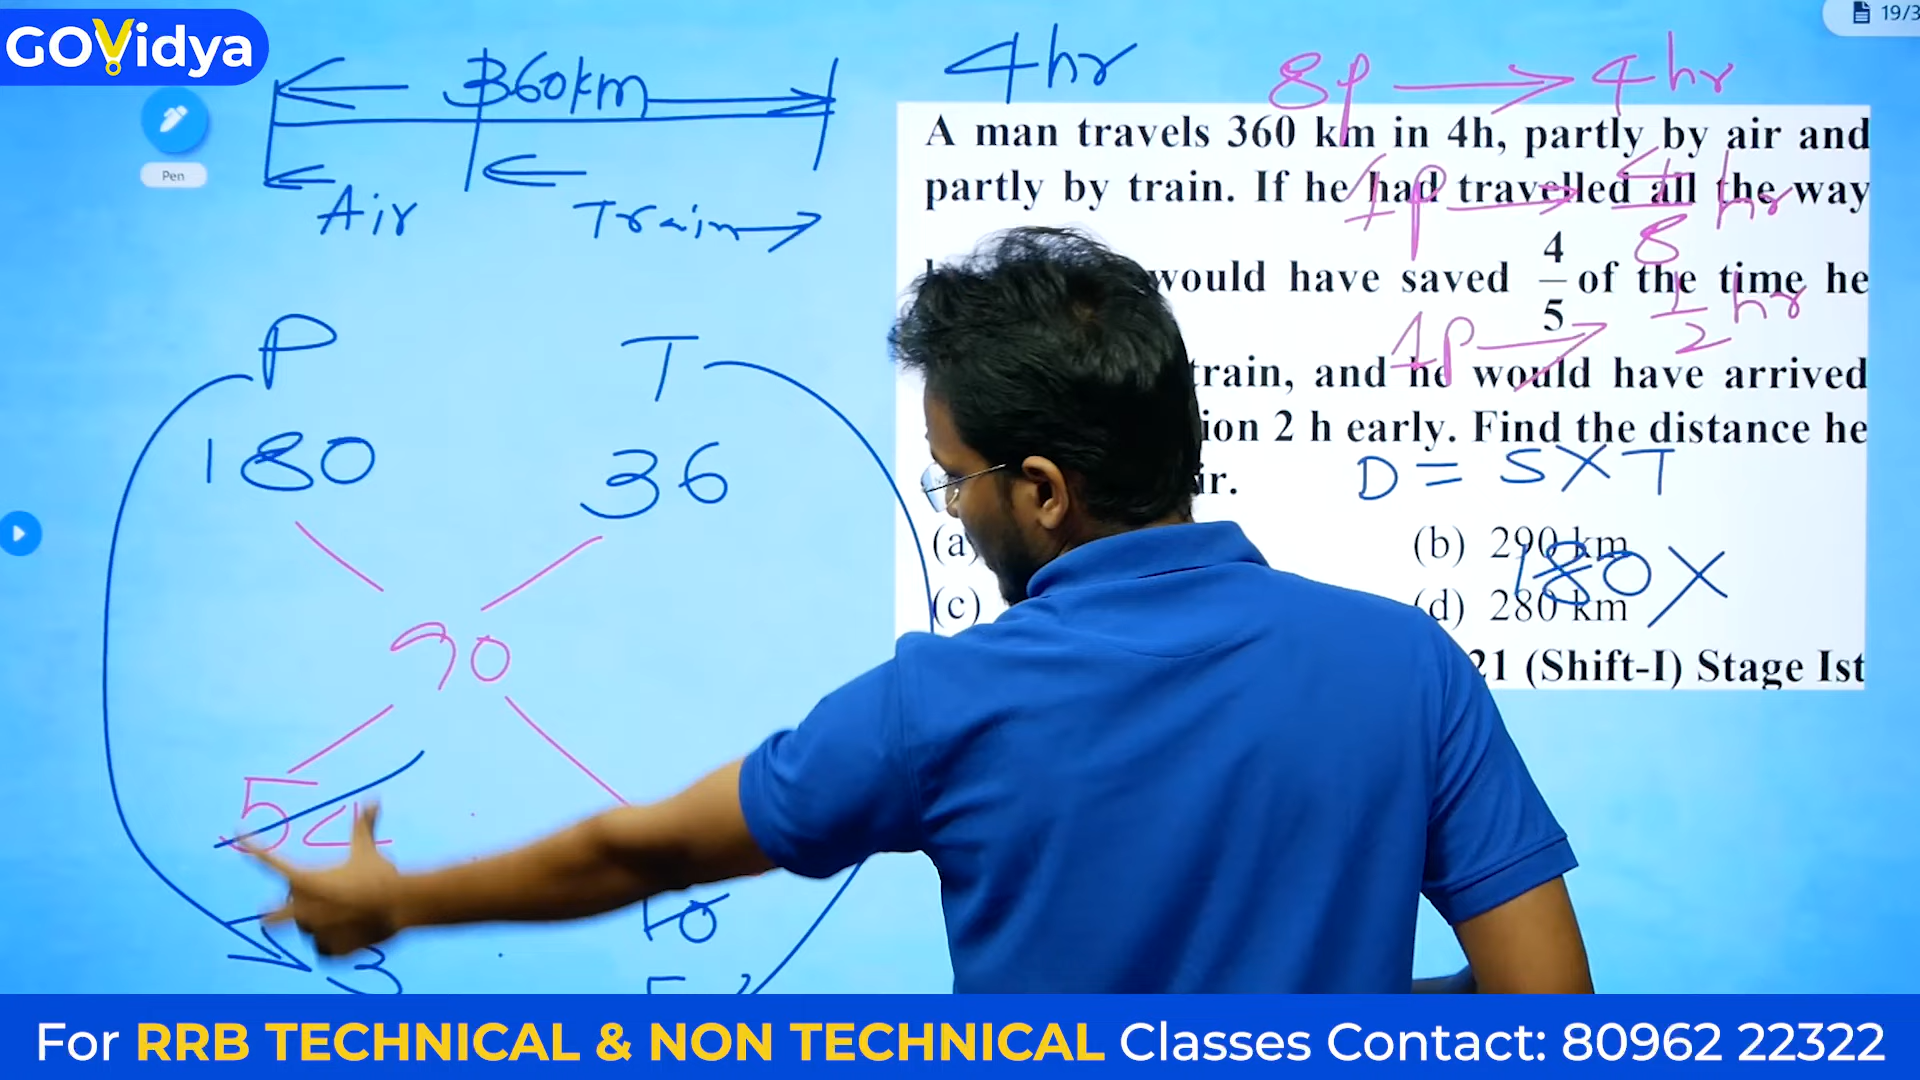 GOVidya
19/3
Pen
360km
Air
Train
4hr
8p → 4hr
1p → 4/8 hr
1p → 1/2 hr
A man travels 360 km in 4h, partly by air and
partly by train. If he had travelled all the way
would have saved 4/5 of the time he
train, and he would have arrived
ion 2 h early. Find the distance he
ir.
D = S X T
180 X
(a)
(b) 290 km
(c)
(d) 280 km
21 (Shift-I) Stage Ist
P
T
180
36
90
54
10
3
5
For RRB TECHNICAL & NON TECHNICAL Classes Contact: 80962 22322